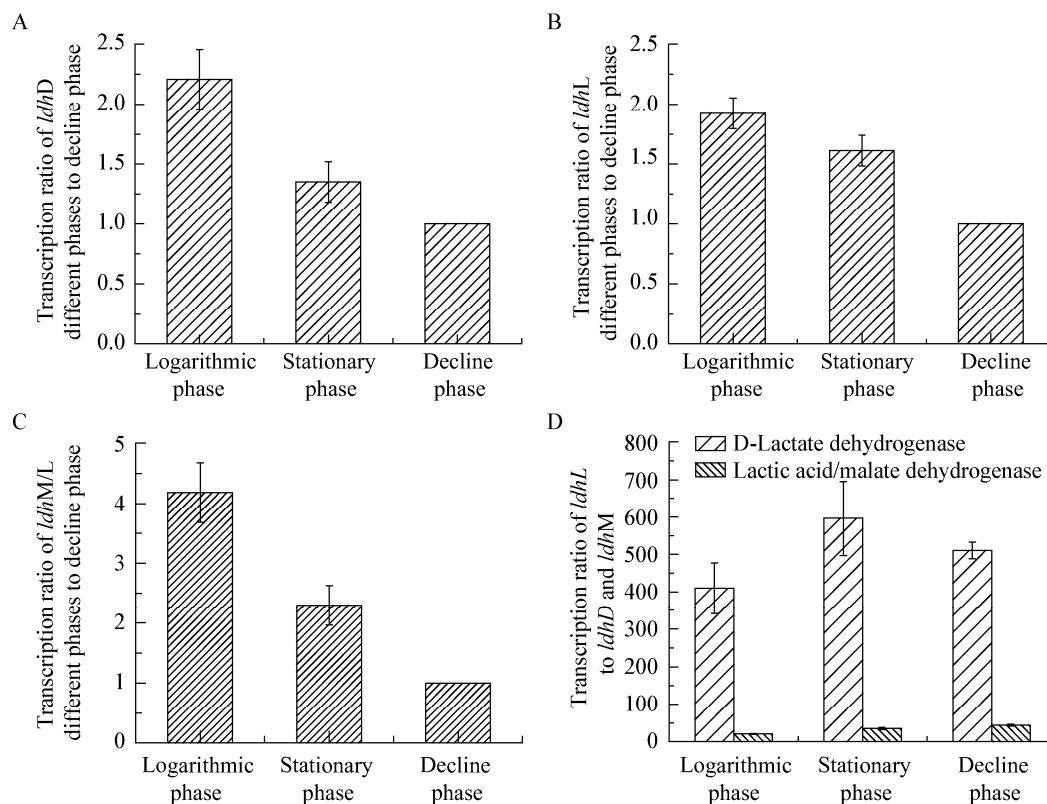 A
Transcription ratio of ldhD
different phases to decline phase
2.5
2.0
1.5
1.0
0.5
0.0
Logarithmic phase
Stationary phase
Decline phase
B
Transcription ratio of ldhL
different phases to decline phase
2.5
2.0
1.5
1.0
0.5
0.0
Logarithmic phase
Stationary phase
Decline phase
C
Transcription ratio of ldhM/L
different phases to decline phase
5
4
3
2
1
0
Logarithmic phase
Stationary phase
Decline phase
D
Transcription ratio of ldhL
to ldhD and ldhM
800
700
600
500
400
300
200
100
50
0
D-Lactate dehydrogenase
Lactic acid/malate dehydrogenase
Logarithmic phase
Stationary phase
Decline phase